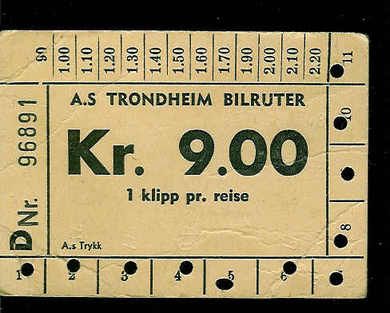 90 1.00 1.10 1.20 1.30 1.40 1.50 1.60 1.70 1.90 2.00 2.10 2.20 11
A.S TRONDHEIM BILRUTER
Kr. 9.00
1 klipp pr. reise
A.s Trykk
D Nr. 96891
10
8
1 2 3 4 5 6